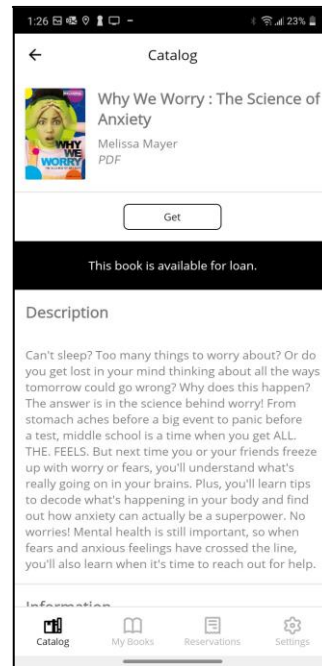 1:26
23%
Catalog
WHY
WE
WORRY
Why We Worry : The Science of
Anxiety
Melissa Mayer
PDF
Get
This book is available for loan.
Description
Can't sleep? Too many things to worry about? Or do
you get lost in your mind thinking about all the ways
tomorrow could go wrong? Why does this happen?
The answer is in the science behind worry! From
stomach aches before a big event to panic before
a test, middle school is a time when you get ALL.
THE. FEELS. But next time you or your friends freeze
up with worry or fears, you'll understand what's
really going on in your brains. Plus, you'll learn tips
to decode what's happening in your body and find
out how anxiety can actually be a superpower. No
worries! Mental health is still important, so when
fears and anxious feelings have crossed the line,
you'll also learn when it's time to reach out for help.
Information
Catalog
My Books
Reservations
Settings